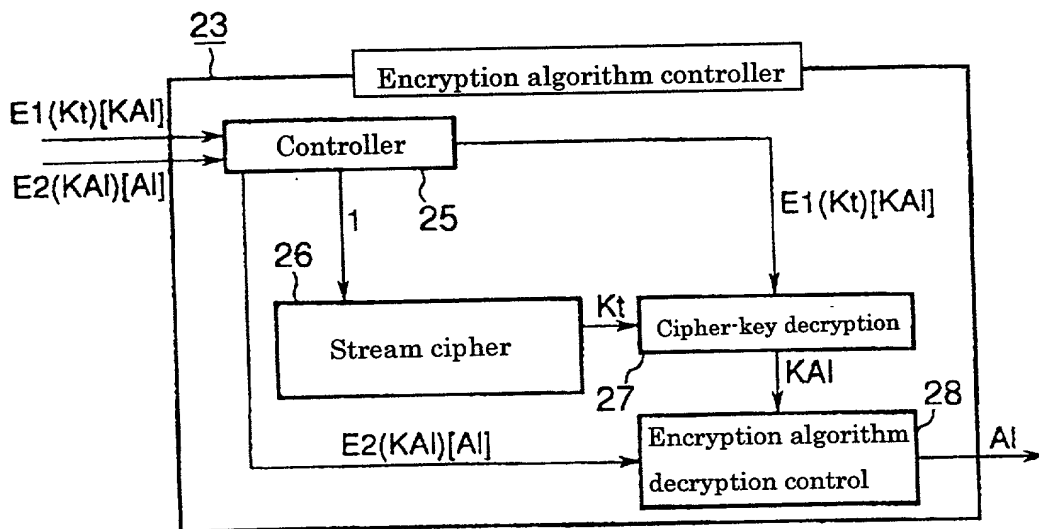 23
Encryption algorithm controller
E1(Kt)[KAl]
E2(KAl)[Al]
Controller
25
1
E1(Kt)[KAl]
26
Stream cipher
Kt
Cipher-key decryption
27
KAl
28
E2(KAl)[Al]
Encryption algorithm
decryption control
Al